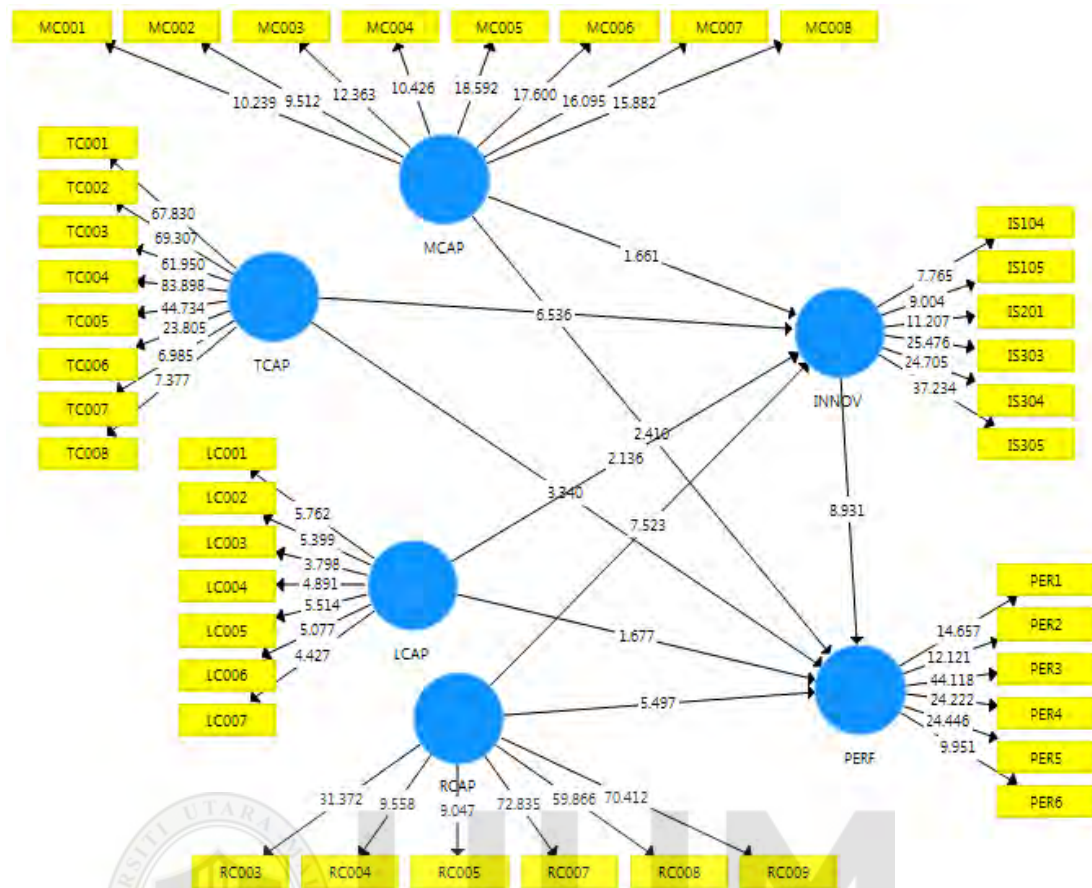 MC001 MC002 MC003 MC004 MC005 MC006 MC007 MC008
10.239 9.512 12.363 10.426 18.592 17.600 16.095 15.882
MCAP
TC001
TC002
TC003
TC004
TC005
TC006
TC007
TC008
67.830
69.307
61.950
83.898
44.734
23.805
6.985
7.377
TCAP
1.661
6.536
2.410
3.340
IS104
IS105
IS201
IS303
IS304
IS305
7.765
9.004
11.207
25.476
24.705
37.234
INNOV
LC001
LC002
LC003
LC004
LC005
LC006
LC007
5.762
5.399
3.798
4.891
5.514
5.077
4.427
LCAP
2.136
7.523
8.931
1.677
5.497
PER1
PER2
PER3
PER4
PER5
PER6
14.657
12.121
44.118
24.222
24.446
9.951
PERF
RCAP
31.372 9.558 9.047 72.835 59.866 70.412
RC003 RC004 RC005 RC007 RC008 RC009
UTARA
UUM